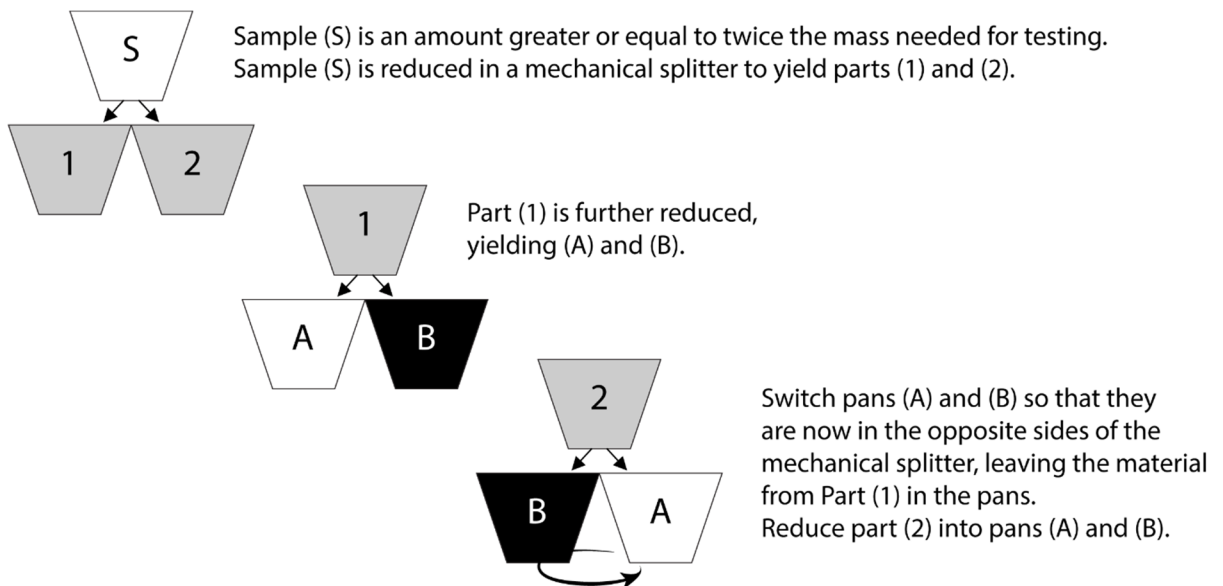 S
Sample (S) is an amount greater or equal to twice the mass needed for testing.
Sample (S) is reduced in a mechanical splitter to yield parts (1) and (2).
1
2
1
Part (1) is further reduced,
yielding (A) and (B).
A
B
2
Switch pans (A) and (B) so that they
are now in the opposite sides of the
mechanical splitter, leaving the material
from Part (1) in the pans.
Reduce part (2) into pans (A) and (B).
B
A